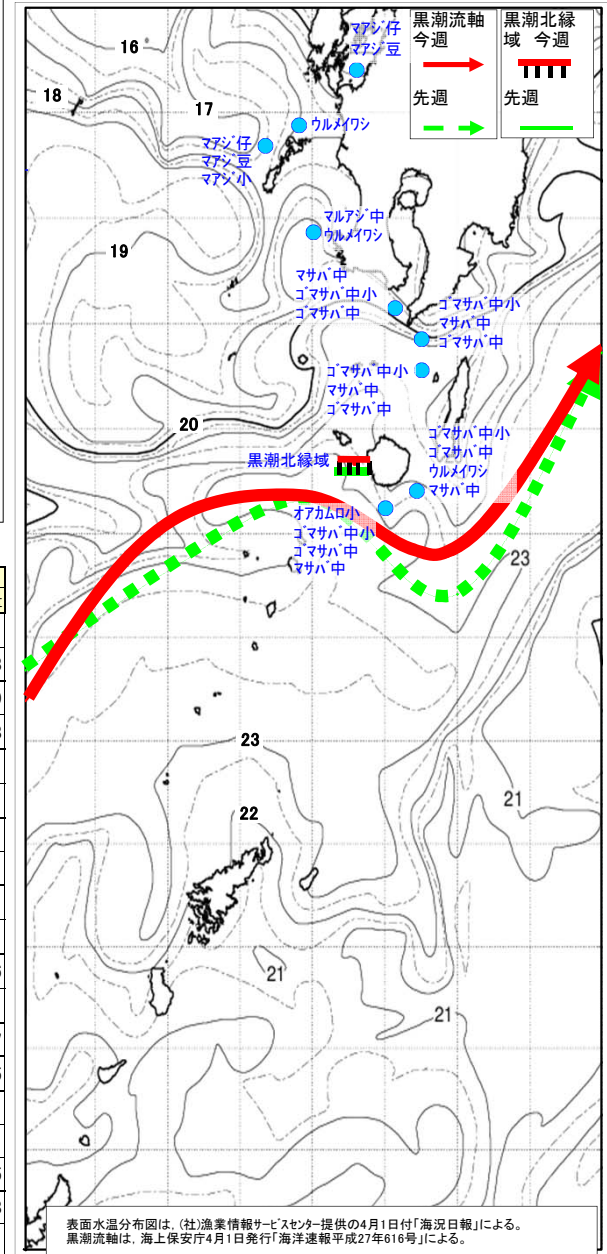 黒潮流軸
今週
先週
黒潮北縁
域 今週
先週
マアジ仔
マアジ豆
16
18
17
ウルメイワシ
マアジ仔
マアジ豆
マアジ小
マルアジ中
ウルメイワシ
19
マサバ中
ゴマサバ中小
ゴマサバ中
ゴマサバ中小
マサバ中
ゴマサバ中
ゴマサバ中小
マサバ中
ゴマサバ中
20
ゴマサバ中小
ゴマサバ中
ウルメイワシ
マサバ中
黒潮北縁域
オアカムロ小
ゴマサバ中小
ゴマサバ中
マサバ中
23
23
22
21
21
21
表面水温分布図は、(社)漁業情報サービスセンター提供の4月1日付「海況日報」による。
黒潮流軸は、海上保安庁4月1日発行「海洋速報平成27年616号」による。